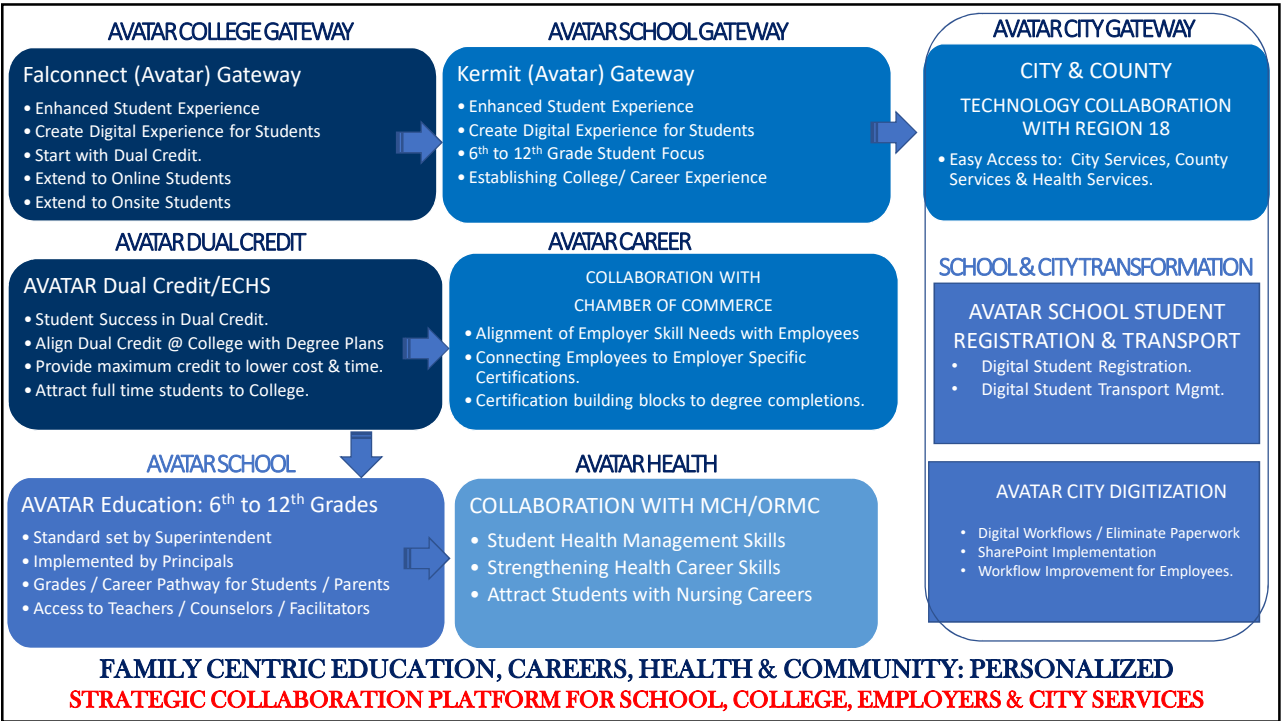 AVATAR COLLEGE GATEWAY
Falconnect (Avatar) Gateway
• Enhanced Student Experience
• Create Digital Experience for Students
• Start with Dual Credit.
• Extend to Online Students
• Extend to Onsite Students
AVATAR SCHOOL GATEWAY
Kermit (Avatar) Gateway
• Enhanced Student Experience
• Create Digital Experience for Students
• 6th to 12th Grade Student Focus
• Establishing College/ Career Experience
AVATAR CITY GATEWAY
CITY & COUNTY
TECHNOLOGY COLLABORATION
WITH REGION 18
• Easy Access to: City Services, County
Services & Health Services.
AVATAR DUAL CREDIT
AVATAR Dual Credit/ECHS
• Student Success in Dual Credit.
• Align Dual Credit @ College with Degree Plans
• Provide maximum credit to lower cost & time.
• Attract full time students to College.
AVATAR CAREER
COLLABORATION WITH
CHAMBER OF COMMERCE
• Alignment of Employer Skill Needs with Employees
• Connecting Employees to Employer Specific
Certifications.
• Certification building blocks to degree completions.
SCHOOL & CITY TRANSFORMATION
AVATAR SCHOOL STUDENT
REGISTRATION & TRANSPORT
• Digital Student Registration.
• Digital Student Transport Mgmt.
AVATAR SCHOOL
AVATAR Education: 6th to 12th Grades
• Standard set by Superintendent
• Implemented by Principals
• Grades / Career Pathway for Students / Parents
• Access to Teachers / Counselors / Facilitators
AVATAR HEALTH
COLLABORATION WITH MCH/ORMC
• Student Health Management Skills
• Strengthening Health Career Skills
• Attract Students with Nursing Careers
AVATAR CITY DIGITIZATION
• Digital Workflows / Eliminate Paperwork
• SharePoint Implementation
• Workflow Improvement for Employees.
FAMILY CENTRIC EDUCATION, CAREERS, HEALTH & COMMUNITY: PERSONALIZED
STRATEGIC COLLABORATION PLATFORM FOR SCHOOL, COLLEGE, EMPLOYERS & CITY SERVICES